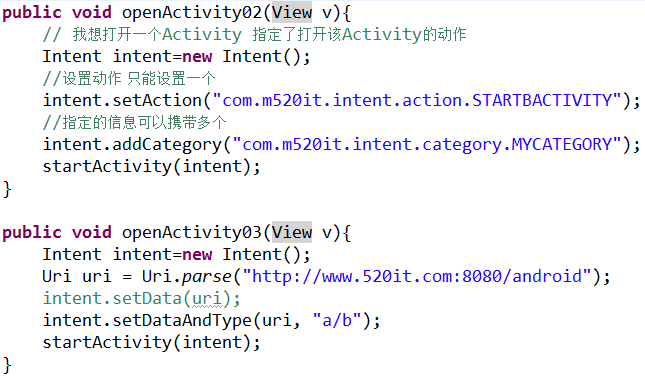 public void openActivity02(View v){
// 我想打开一个Activity 指定了打开该Activity的动作
Intent intent=new Intent();
//设置动作 只能设置一个
intent.setAction("com.m520it.intent.action.STARTBACTIVITY");
//指定的信息可以携带多个
intent.addCategory("com.m520it.intent.category.MYCATEGORY");
startActivity(intent);
}
public void openActivity03(View v){
Intent intent=new Intent();
Uri uri = Uri.parse("http://www.520it.com:8080/android");
intent.setData(uri);
intent.setDataAndType(uri, "a/b");
startActivity(intent);
}